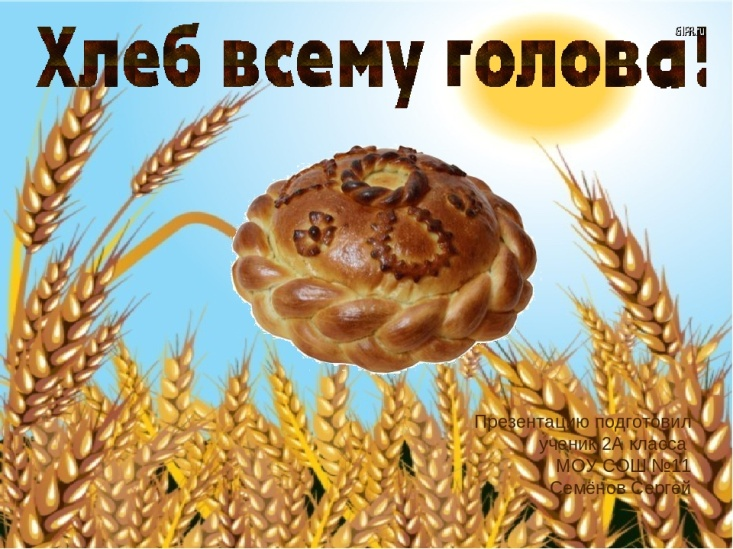 Хлеб всему голова!
Презентацию подготовил
ученик 2А класса
МОУ СОШ №11
Семёнов Сергей